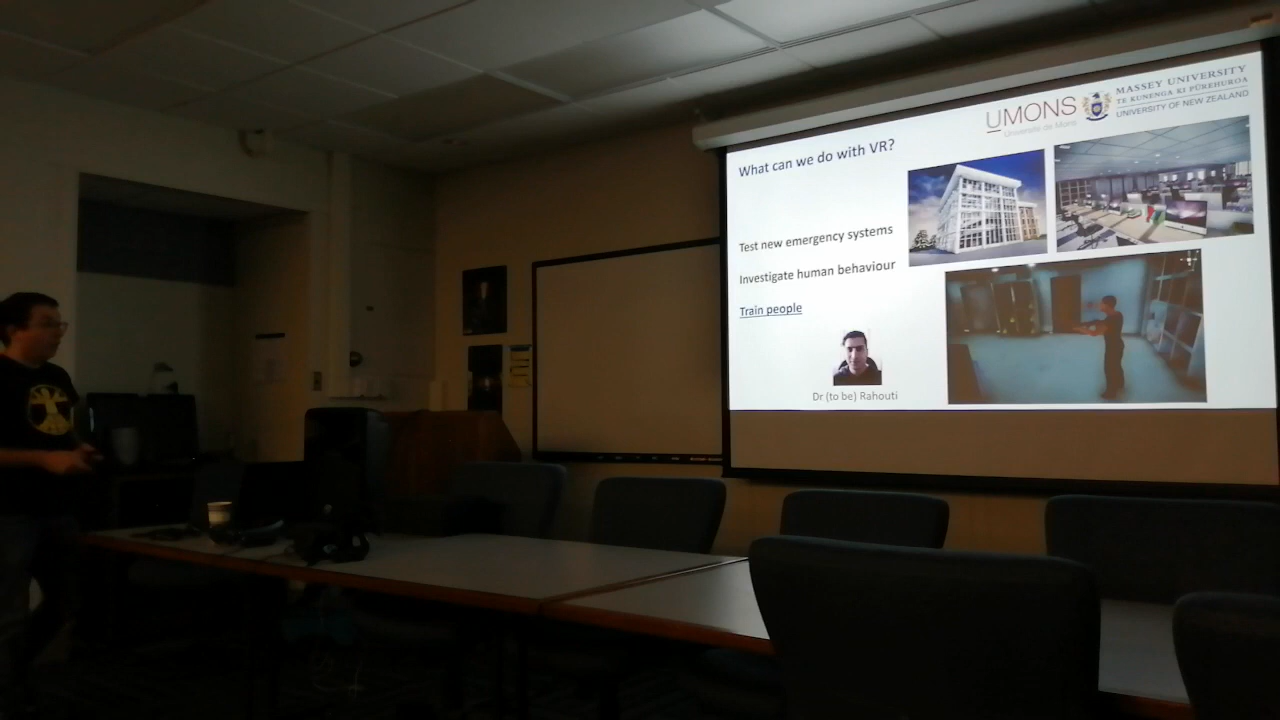 UMONS
Université de Mons
MASSEY UNIVERSITY
TE KUNENGA KI PŪREHUROA
UNIVERSITY OF NEW ZEALAND
What can we do with VR?
Test new emergency systems
Investigate human behaviour
Train people
Dr (to be) Rahouti